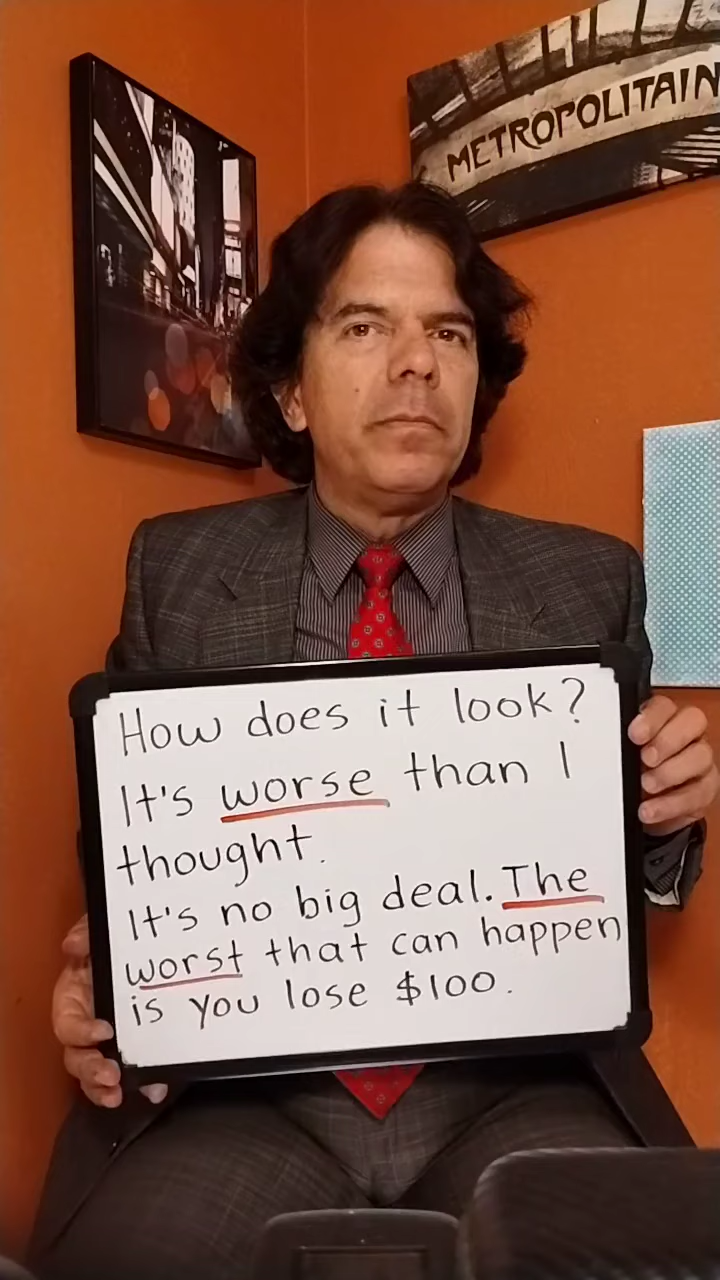 METROPOLITAIN
How does it look?
It's worse than I
thought.
It's no big deal. The
worst that can happen
is you lose $100.